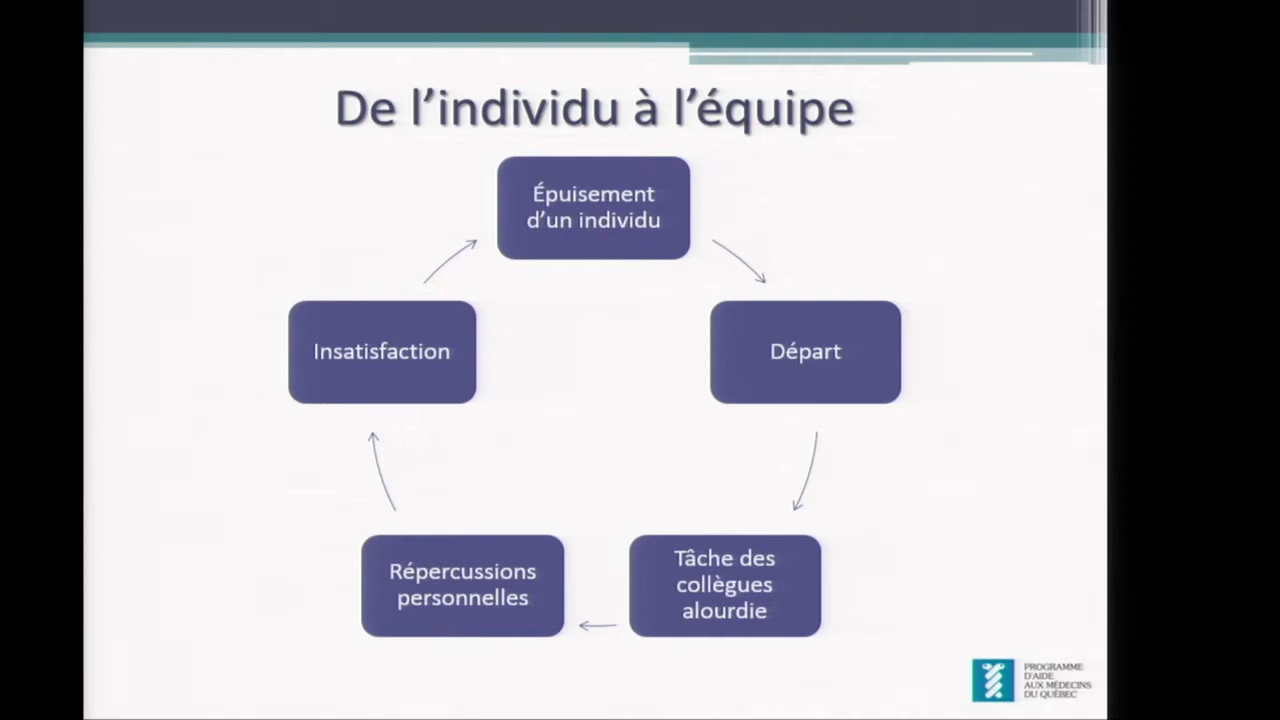 De l’individu à l’équipe
Épuisement
d’un individu
Départ
Tâche des
collègues
alourdie
Répercussions
personnelles
Insatisfaction
PROGRAMME
D'AIDE
AUX MÉDECINS
DU QUÉBEC